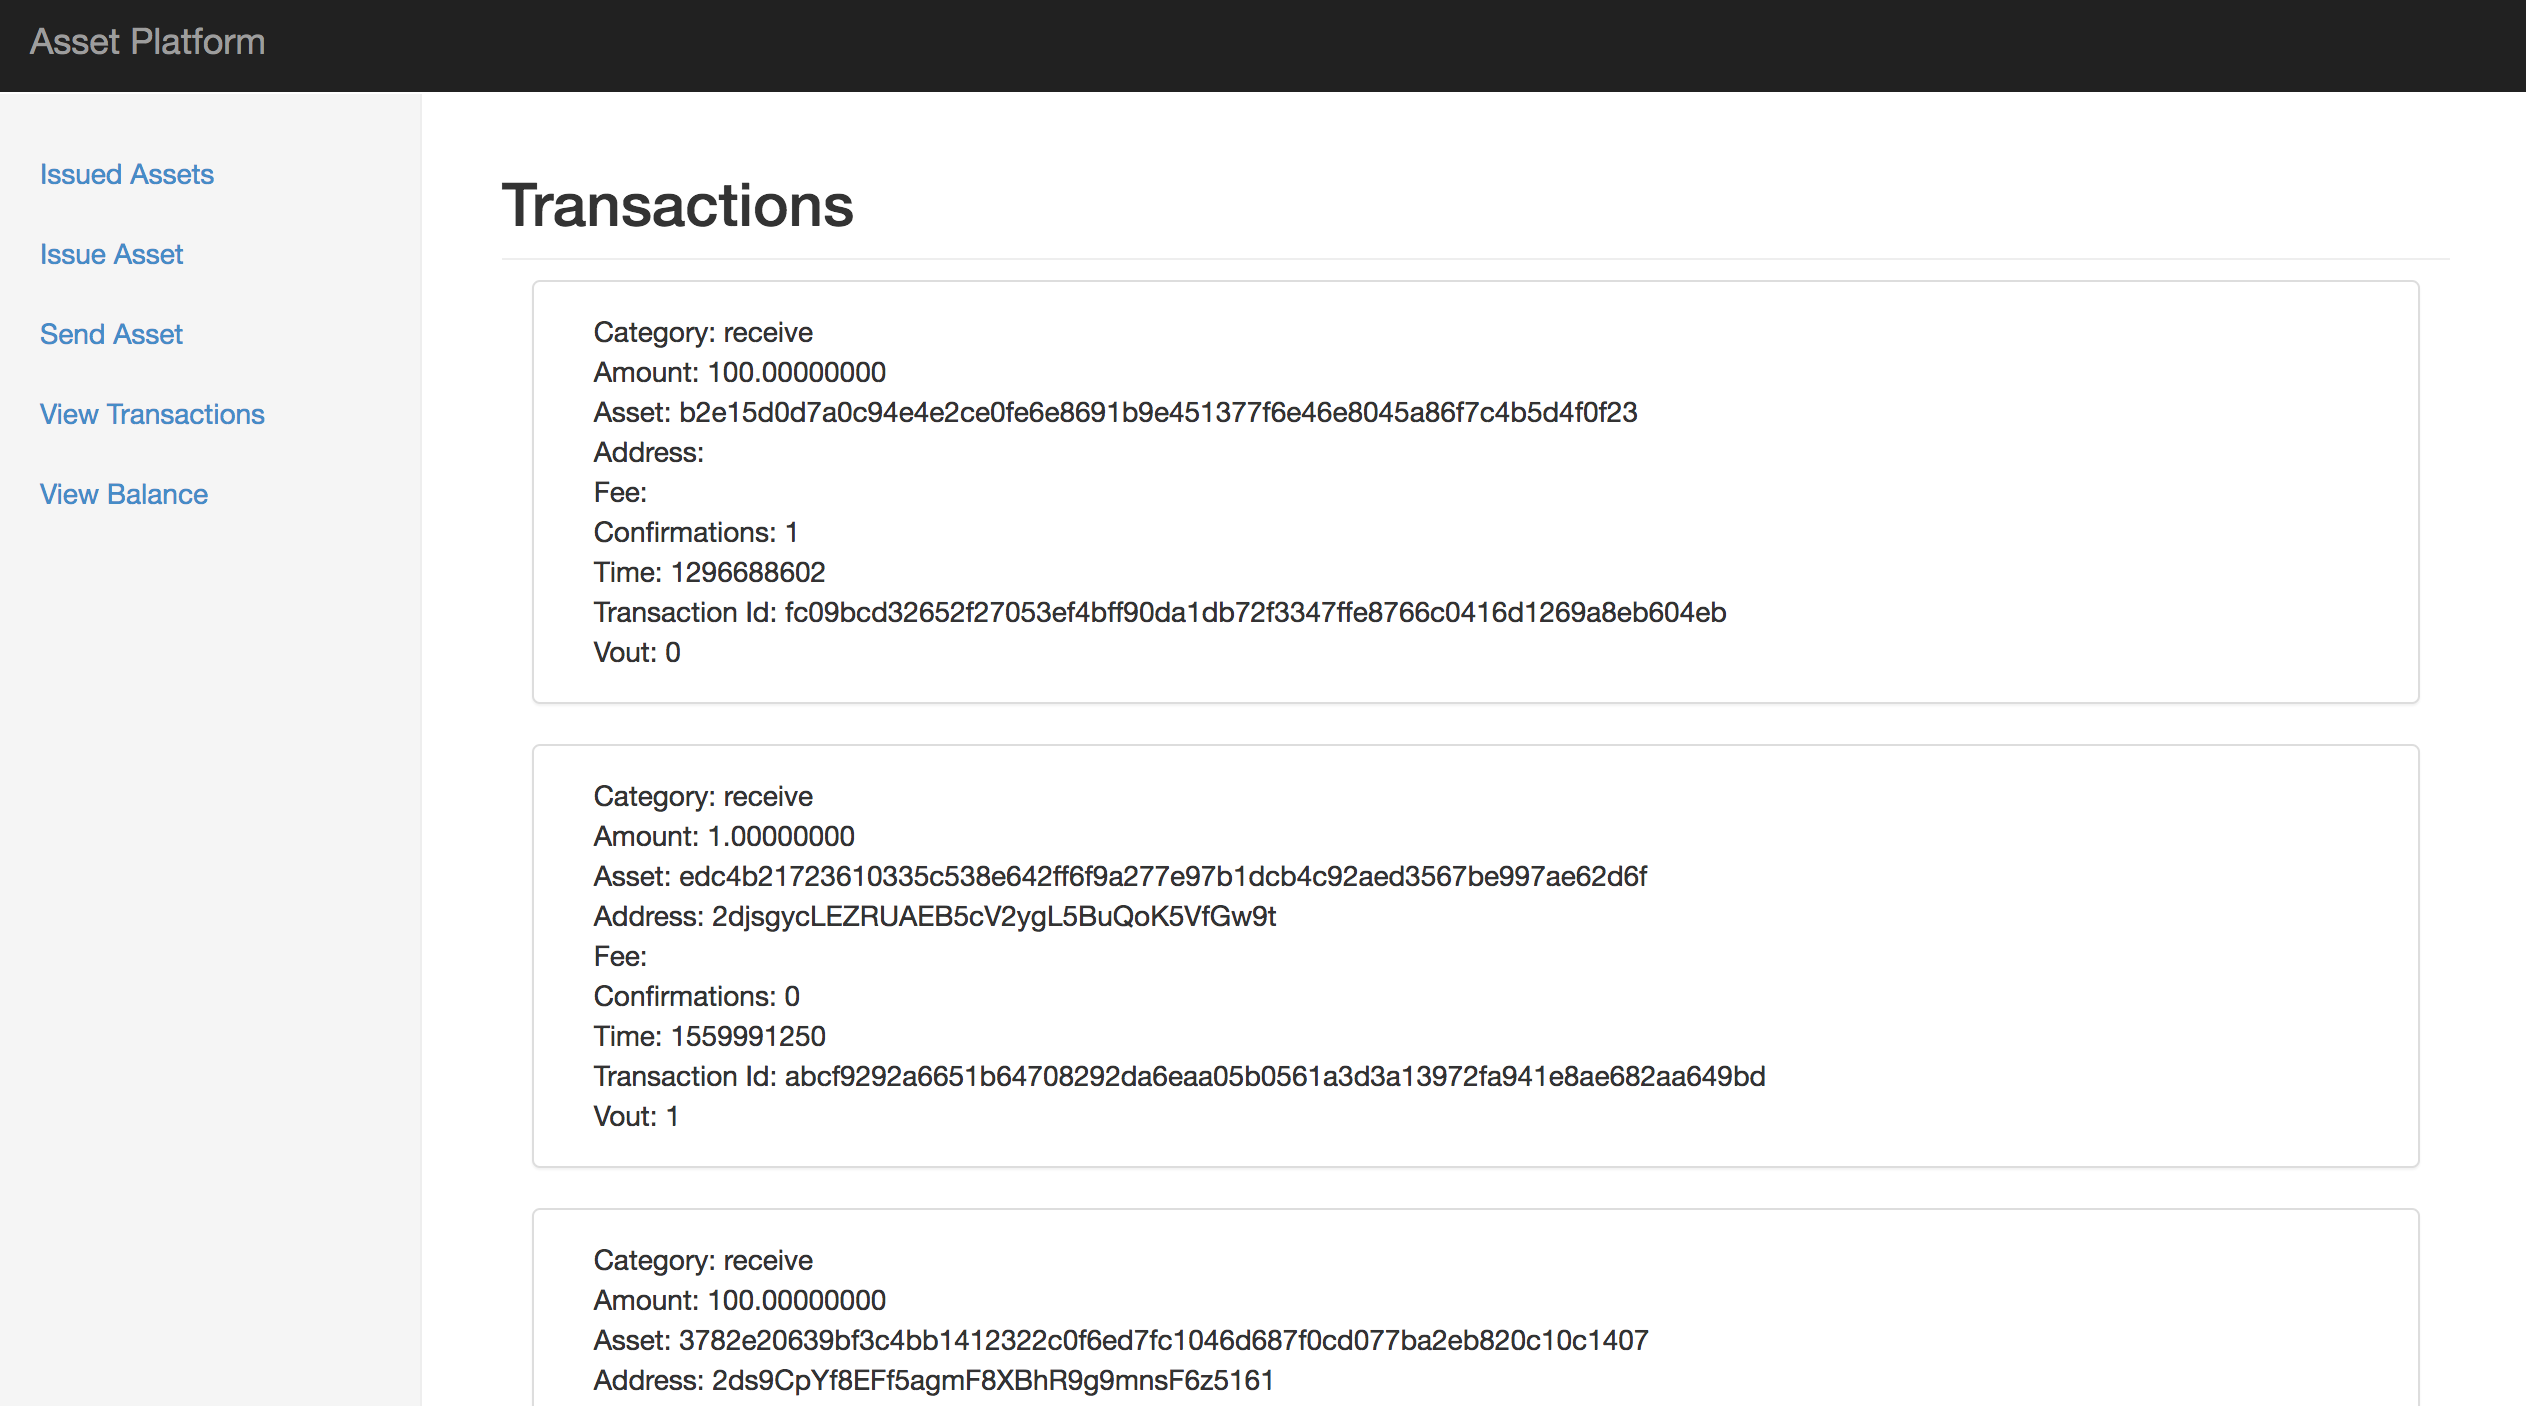 Asset Platform
Issued Assets
Issue Asset
Send Asset
View Transactions
View Balance
Transactions
Category: receive
Amount: 100.00000000
Asset: b2e15d0d7a0c94e4e2ce0fe6e8691b9e451377f6e46e8045a86f7c4b5d4f0f23
Address:
Fee:
Confirmations: 1
Time: 1296688602
Transaction Id: fc09bcd32652f27053ef4bff90da1db72f3347ffe8766c0416d1269a8eb604eb
Vout: 0
Category: receive
Amount: 1.00000000
Asset: edc4b21723610335c538e642ff6f9a277e97b1dcb4c92aed3567be997ae62d6f
Address: 2djsgycLEZRUAEB5cV2ygL5BuQoK5VfGw9t
Fee:
Confirmations: 0
Time: 1559991250
Transaction Id: abcf9292a6651b64708292da6eaa05b0561a3d3a13972fa941e8ae682aa649bd
Vout: 1
Category: receive
Amount: 100.00000000
Asset: 3782e20639bf3c4bb1412322c0f6ed7fc1046d687f0cd077ba2eb820c10c1407
Address: 2ds9CpYf8EFf5agmF8XBhR9g9mnsF6z5161